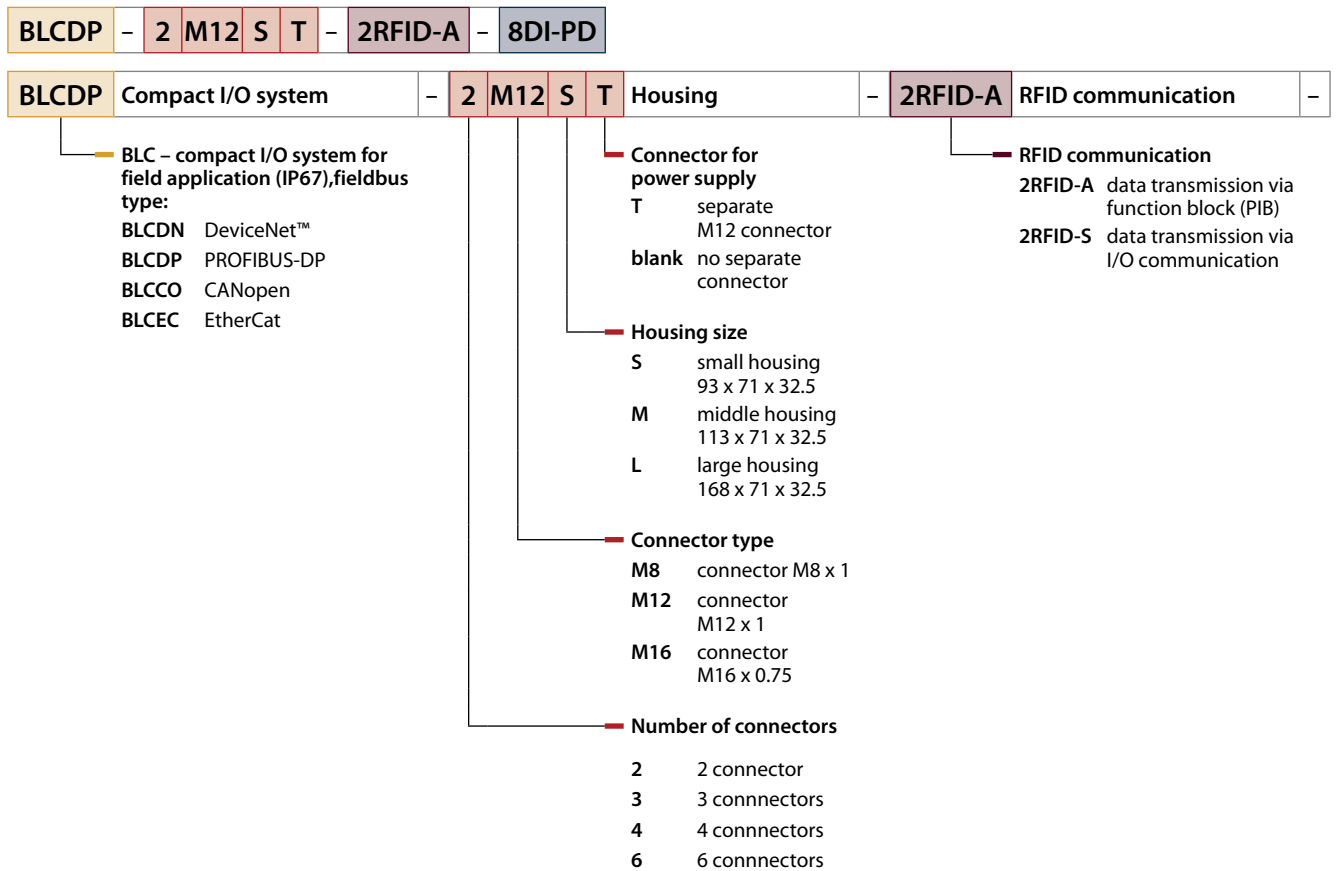 BLCDP – 2 M12 S T – 2RFID-A – 8DI-PD
BLCDP Compact I/O system – 2 M12 S T Housing – 2RFID-A RFID communication –
BLC – compact I/O system for
field application (IP67),fieldbus
type:
BLCDN DeviceNet™
BLCDP PROFIBUS-DP
BLCCO CANopen
BLCEC EtherCat
Connector for
power supply
T separate
M12 connector
blank no separate
connector
Housing size
S small housing
93 x 71 x 32.5
M middle housing
113 x 71 x 32.5
L large housing
168 x 71 x 32.5
Connector type
M8 connector M8 x 1
M12 connector
M12 x 1
M16 connector
M16 x 0.75
Number of connectors
2 2 connector
3 3 connnectors
4 4 connnectors
6 6 connnectors
RFID communication
2RFID-A data transmission via
function block (PIB)
2RFID-S data transmission via
I/O communication